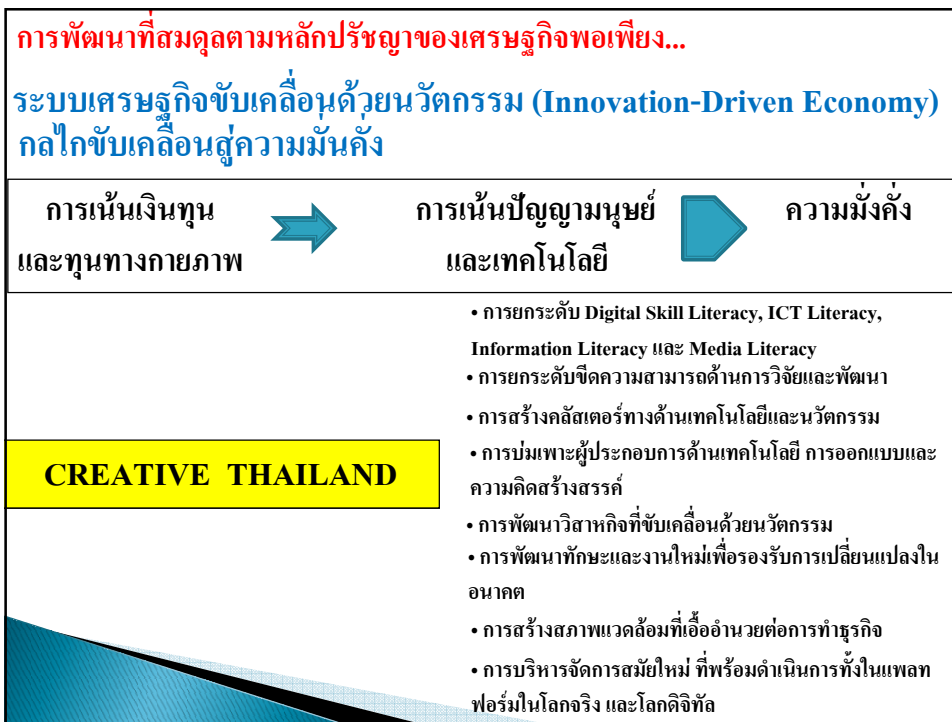 การพัฒนาที่สมดุลตามหลักปรัชญาของเศรษฐกิจพอเพียง...
ระบบเศรษฐกิจขับเคลื่อนด้วยนวัตกรรม (Innovation-Driven Economy)
กลไกขับเคลื่อนสู่ความมั่นคั่ง
การเน้นเงินทุน
และทุนทางกายภาพ
การเน้นปัญญามนุษย์
และเทคโนโลยี
ความมั่งคั่ง
CREATIVE THAILAND
• การยกระดับ Digital Skill Literacy, ICT Literacy,
Information Literacy และ Media Literacy
• การยกระดับขีดความสามารถด้านการวิจัยและพัฒนา
• การสร้างคลัสเตอร์ทางด้านเทคโนโลยีและนวัตกรรม
• การบ่มเพาะผู้ประกอบการด้านเทคโนโลยี การออกแบบและ
ความคิดสร้างสรรค์
• การพัฒนาวิสาหกิจที่ขับเคลื่อนด้วยนวัตกรรม
• การพัฒนาทักษะและงานใหม่เพื่อรองรับการเปลี่ยนแปลงใน
อนาคต
• การสร้างสภาพแวดล้อมที่เอื้ออำนวยต่อการทำธุรกิจ
• การบริหารจัดการสมัยใหม่ ที่พร้อมดำเนินการทั้งในแพลท
ฟอร์มในโลกจริง และโลกดิจิทัล